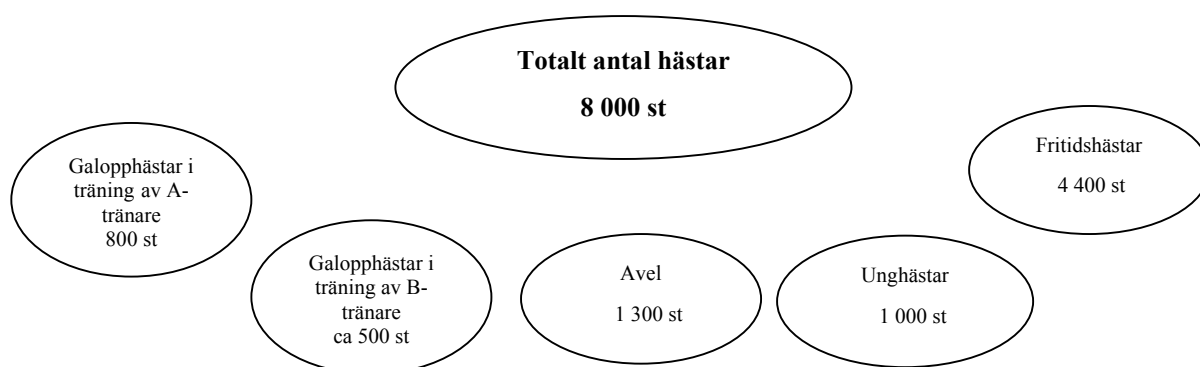 Totalt antal hästar
8 000 st
Galopphästar i
träning av A-
tränare
800 st
Galopphästar i
träning av B-
tränare
ca 500 st
Avel
1 300 st
Unghästar
1 000 st
Fritidshästar
4 400 st